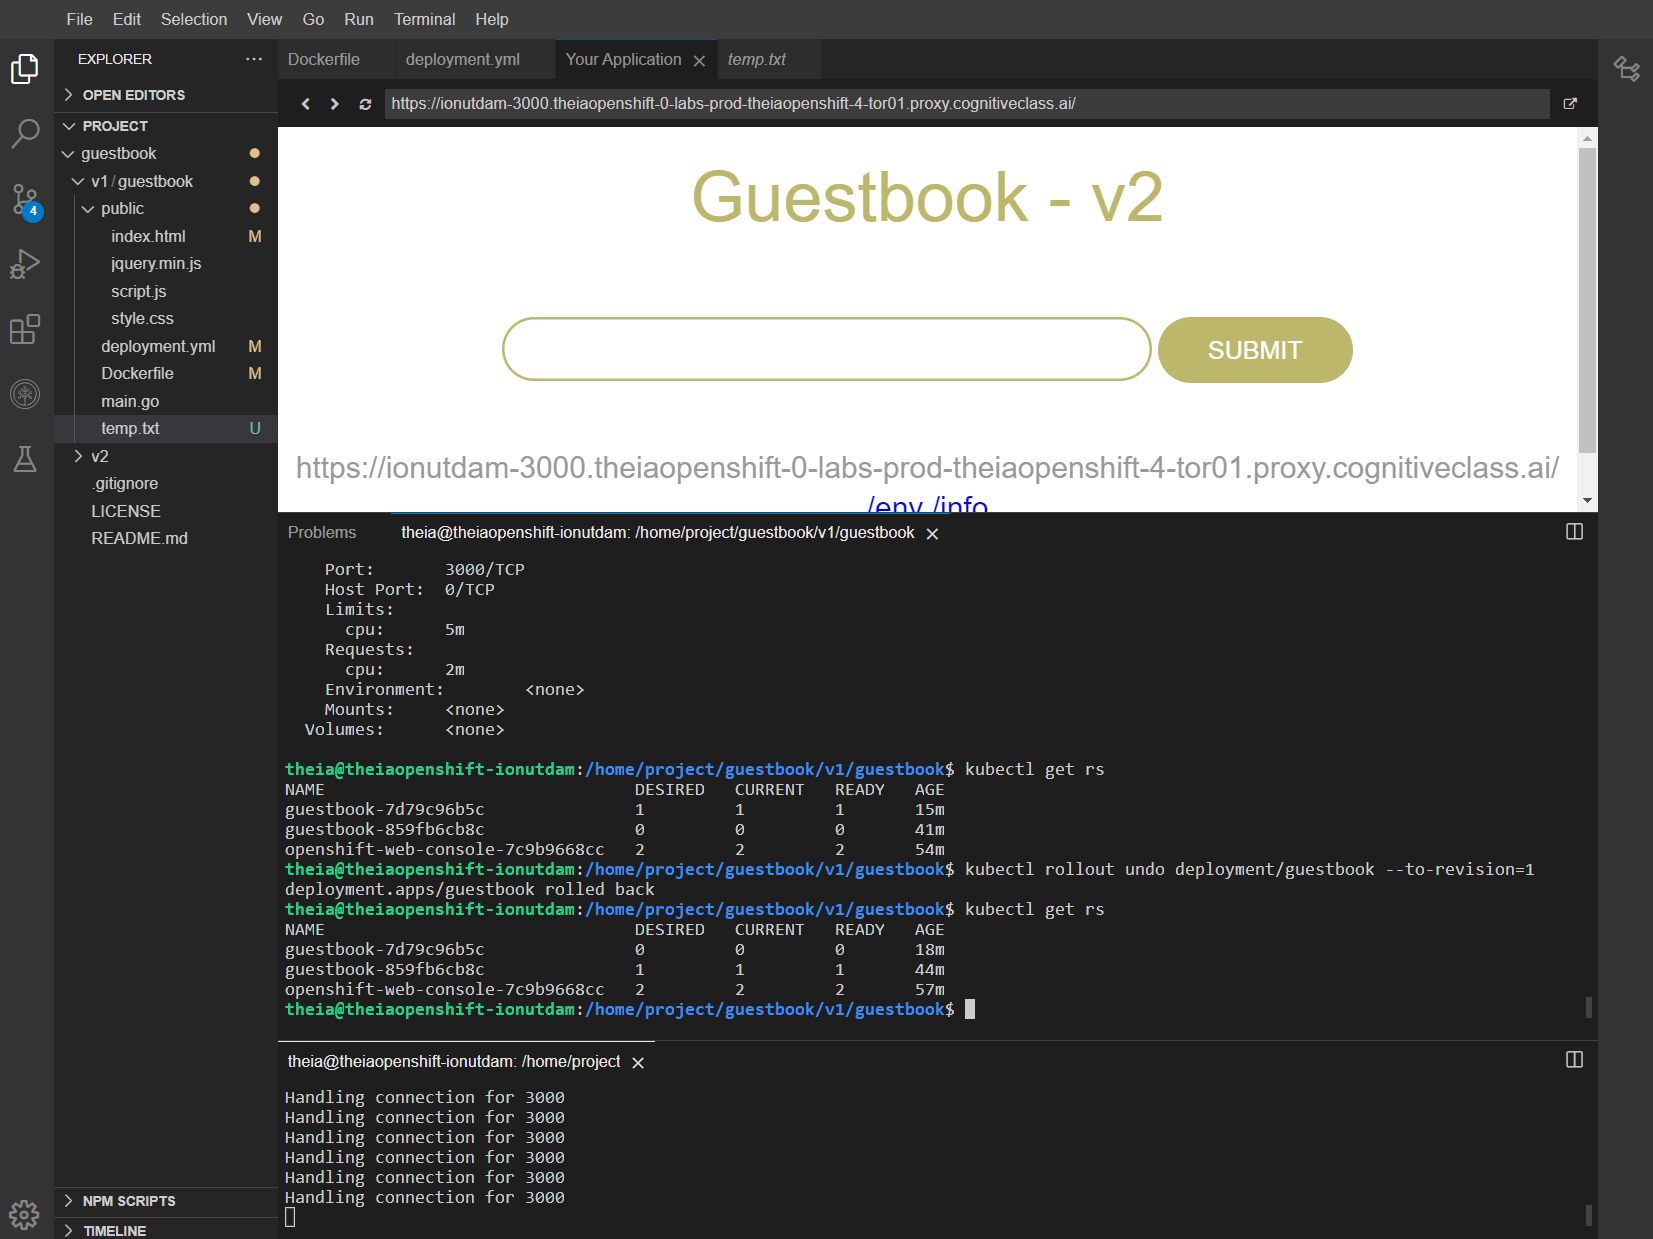 File Edit Selection View Go Run Terminal Help
EXPLORER ···
OPEN EDITORS
PROJECT
guestbook
v1/guestbook
public
index.html M
jquery.min.js
script.js
style.css
deployment.yml M
Dockerfile M
main.go
temp.txt U
v2
.gitignore
LICENSE
README.md
NPM SCRIPTS
TIMELINE
4
Dockerfile deployment.yml Your Application temp.txt
https://ionutdam-3000.theiaopenshift-0-labs-prod-theiaopenshift-4-tor01.proxy.cognitiveclass.ai/
Guestbook - v2
SUBMIT
https://ionutdam-3000.theiaopenshift-0-labs-prod-theiaopenshift-4-tor01.proxy.cognitiveclass.ai/
/env /info
Problems theia@theiaopenshift-ionutdam: /home/project/guestbook/v1/guestbook
Port: 3000/TCP
Host Port: 0/TCP
Limits:
cpu: 5m
Requests:
cpu: 2m
Environment: <none>
Mounts: <none>
Volumes: <none>
theia@theiaopenshift-ionutdam:/home/project/guestbook/v1/guestbook$ kubectl get rs
NAME DESIRED CURRENT READY AGE
guestbook-7d79c96b5c 1 1 1 15m
guestbook-859fb6cb8c 0 0 0 41m
openshift-web-console-7c9b9668cc 2 2 2 54m
theia@theiaopenshift-ionutdam:/home/project/guestbook/v1/guestbook$ kubectl rollout undo deployment/guestbook --to-revision=1
deployment.apps/guestbook rolled back
theia@theiaopenshift-ionutdam:/home/project/guestbook/v1/guestbook$ kubectl get rs
NAME DESIRED CURRENT READY AGE
guestbook-7d79c96b5c 0 0 0 18m
guestbook-859fb6cb8c 1 1 1 44m
openshift-web-console-7c9b9668cc 2 2 2 57m
theia@theiaopenshift-ionutdam:/home/project/guestbook/v1/guestbook$
theia@theiaopenshift-ionutdam: /home/project
Handling connection for 3000
Handling connection for 3000
Handling connection for 3000
Handling connection for 3000
Handling connection for 3000
Handling connection for 3000